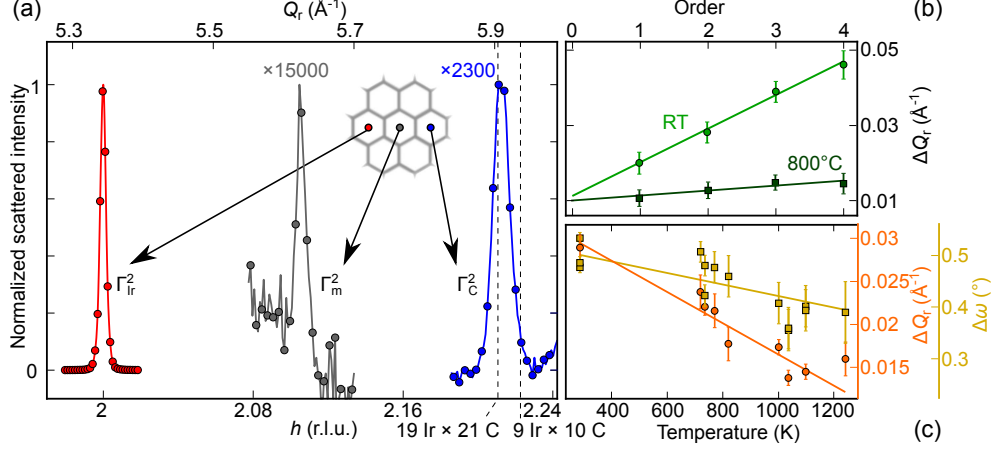 (a)
Qr (Å-1)
5.3 5.5 5.7 5.9
Normalized scattered intensity
1
0
×15000
×2300
Γ2Ir
Γ2m
Γ2C
2 2.08 2.16 2.24
h (r.l.u.)
19 Ir × 21 C
9 Ir × 10 C
(b)
Order
0 1 2 3 4
RT
800°C
0.05
0.03
0.01
ΔQr (Å-1)
0.03
0.025
0.02
0.015
ΔQr (Å-1)
0.5
0.4
0.3
Δω (°)
400 600 800 1000 1200
Temperature (K)
(c)